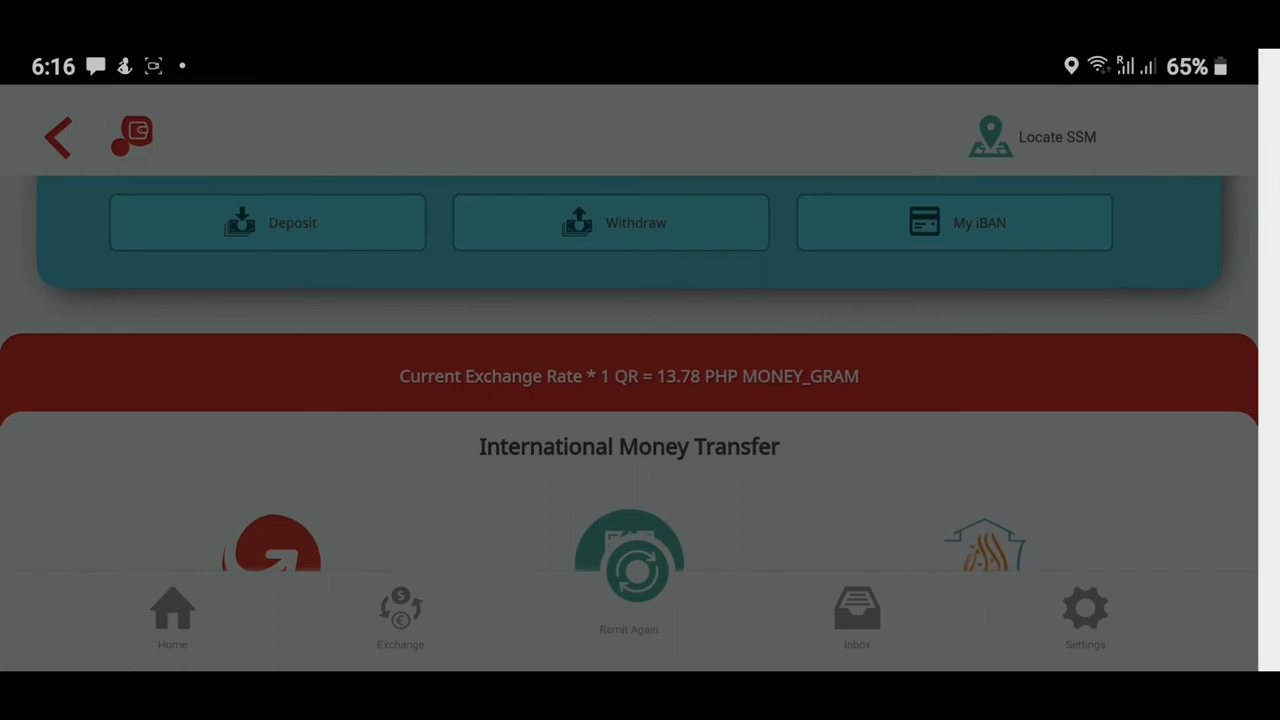 6:16
R
65%
Locate SSM
Deposit
Withdraw
My iBAN
Current Exchange Rate * 1 QR = 13.78 PHP MONEY_GRAM
International Money Transfer
Home
Exchange
Remit Again
Inbox
Settings